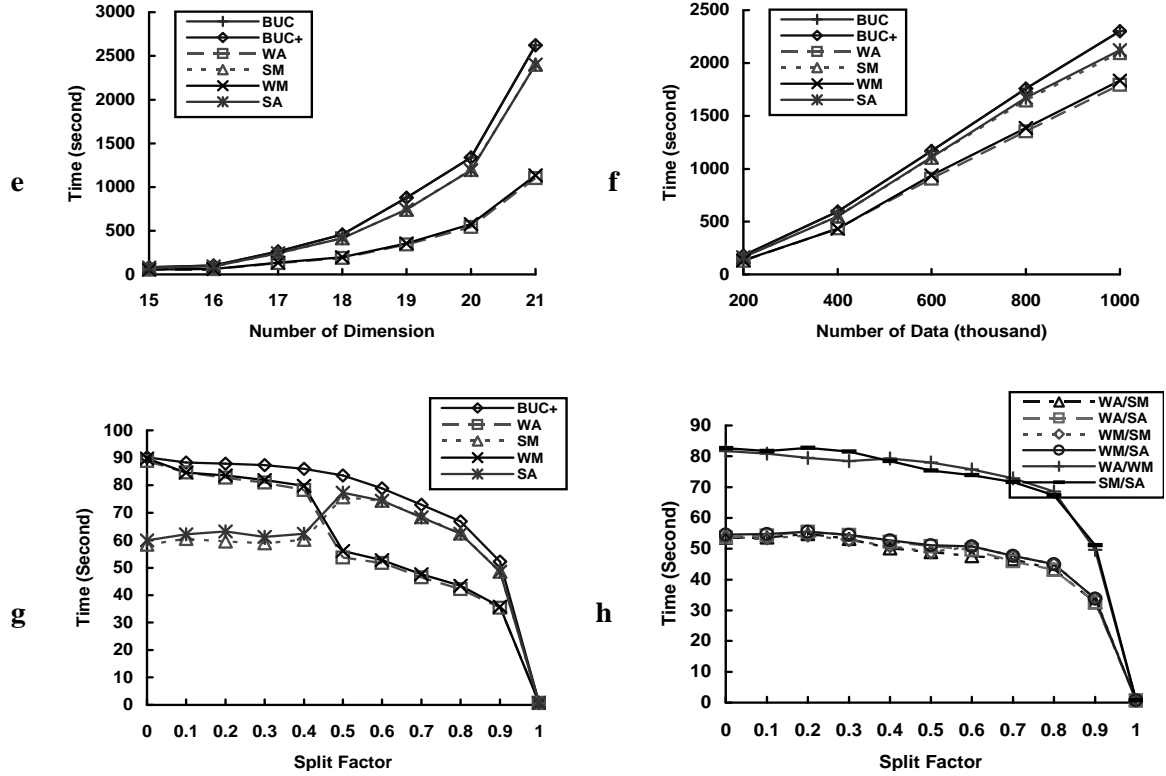 e
Time (second)
3000
2500
2000
1500
1000
500
0
15 16 17 18 19 20 21
Number of Dimension
BUC
BUC+
WA
SM
WM
SA
f
Time (second)
2500
2000
1500
1000
500
0
200 400 600 800 1000
Number of Data (thousand)
BUC
BUC+
WA
SM
WM
SA
g
Time (Second)
100
90
80
70
60
50
40
30
20
10
0
0 0.1 0.2 0.3 0.4 0.5 0.6 0.7 0.8 0.9 1
Split Factor
BUC+
WA
SM
WM
SA
h
Time (Second)
90
80
70
60
50
40
30
20
10
0
0 0.1 0.2 0.3 0.4 0.5 0.6 0.7 0.8 0.9 1
Split Factor
WA/SM
WA/SA
WM/SM
WM/SA
WA/WM
SM/SA